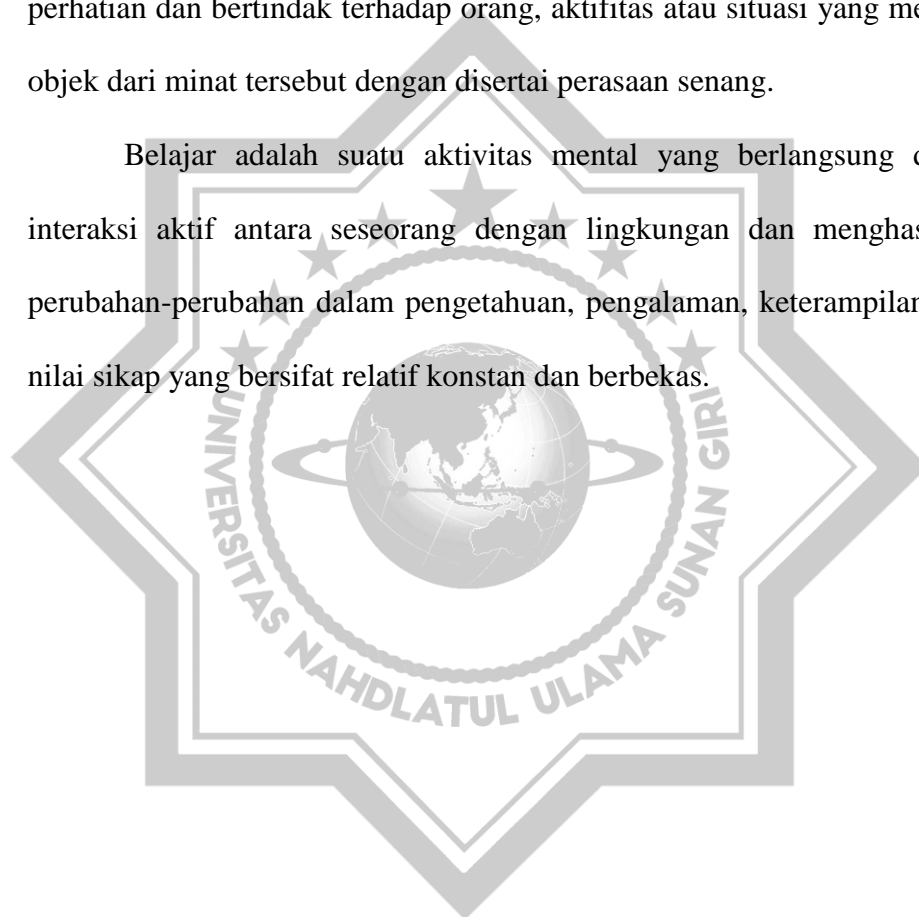 perhatian dan bertindak terhadap orang, aktifitas atau situasi yang me
objek dari minat tersebut dengan disertai perasaan senang.
Belajar adalah suatu aktivitas mental yang berlangsung d
interaksi aktif antara seseorang dengan lingkungan dan menghas
perubahan-perubahan dalam pengetahuan, pengalaman, keterampilan
nilai sikap yang bersifat relatif konstan dan berbekas.
UNIVERSITAS NAHDLATUL ULAMA SUNAN GIRI